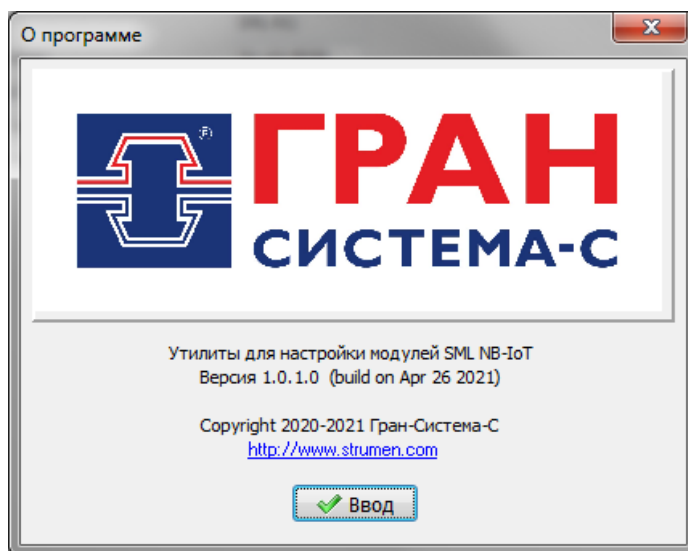 О программе
®
ГРАН
СИСТЕМА-С
Утилиты для настройки модулей SML NB-IoT
Версия 1.0.1.0 (build on Apr 26 2021)
Copyright 2020-2021 Гран-Система-С
http://www.strumen.com
Ввод